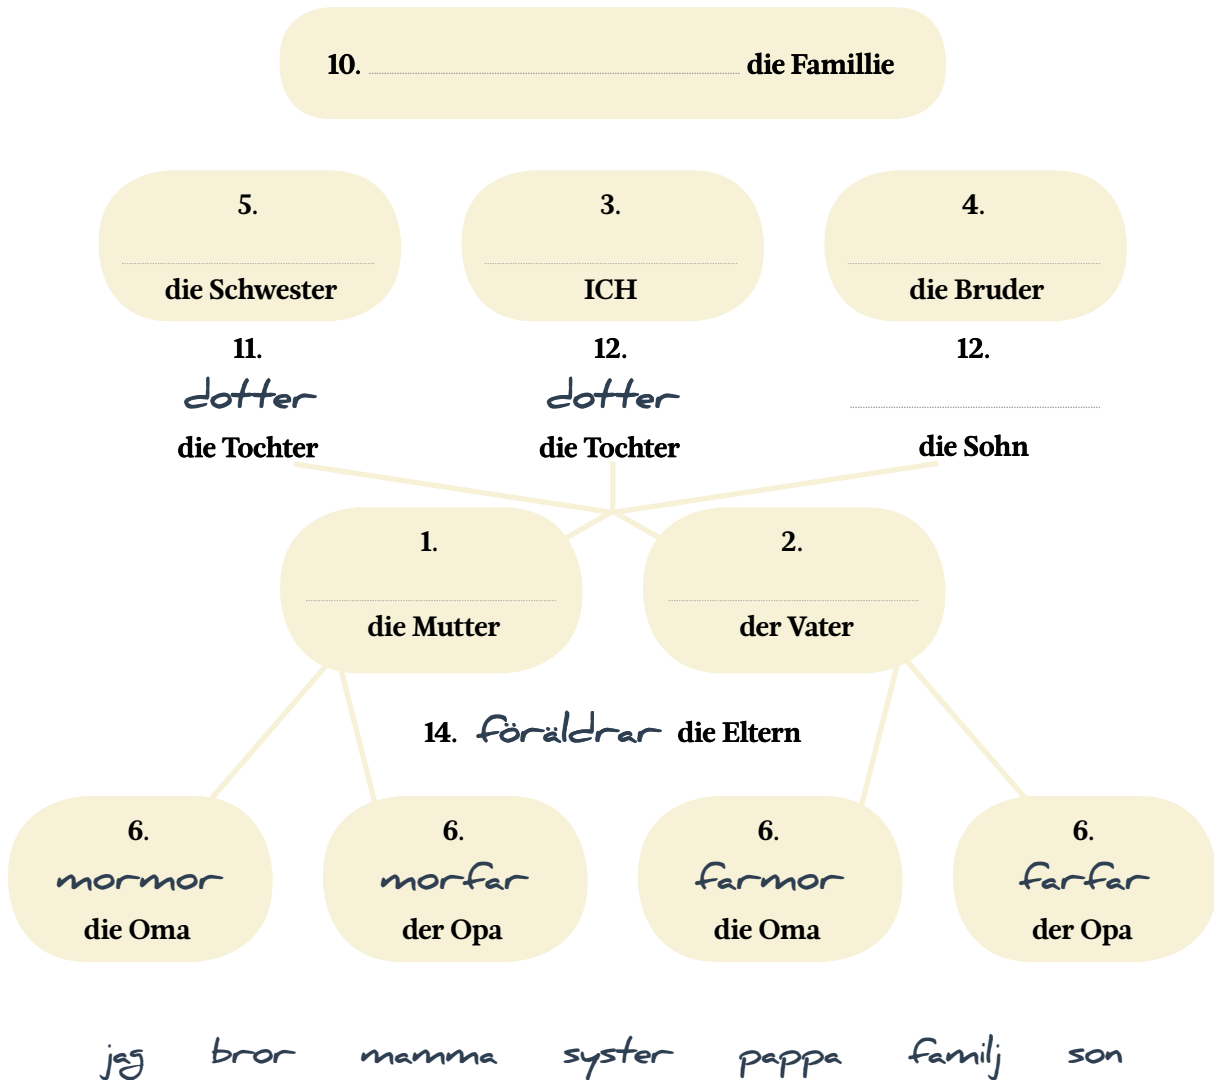 10. die Famillie
5. 3. 4.
die Schwester ICH die Bruder
11. 12. 12.
dotter dotter
die Tochter die Tochter die Sohn
1. 2.
die Mutter der Vater
14. föräldrar die Eltern
6. 6. 6. 6.
mormor morfar farmor farfar
die Oma der Opa die Oma der Opa
jag bror mamma syster pappa familj son